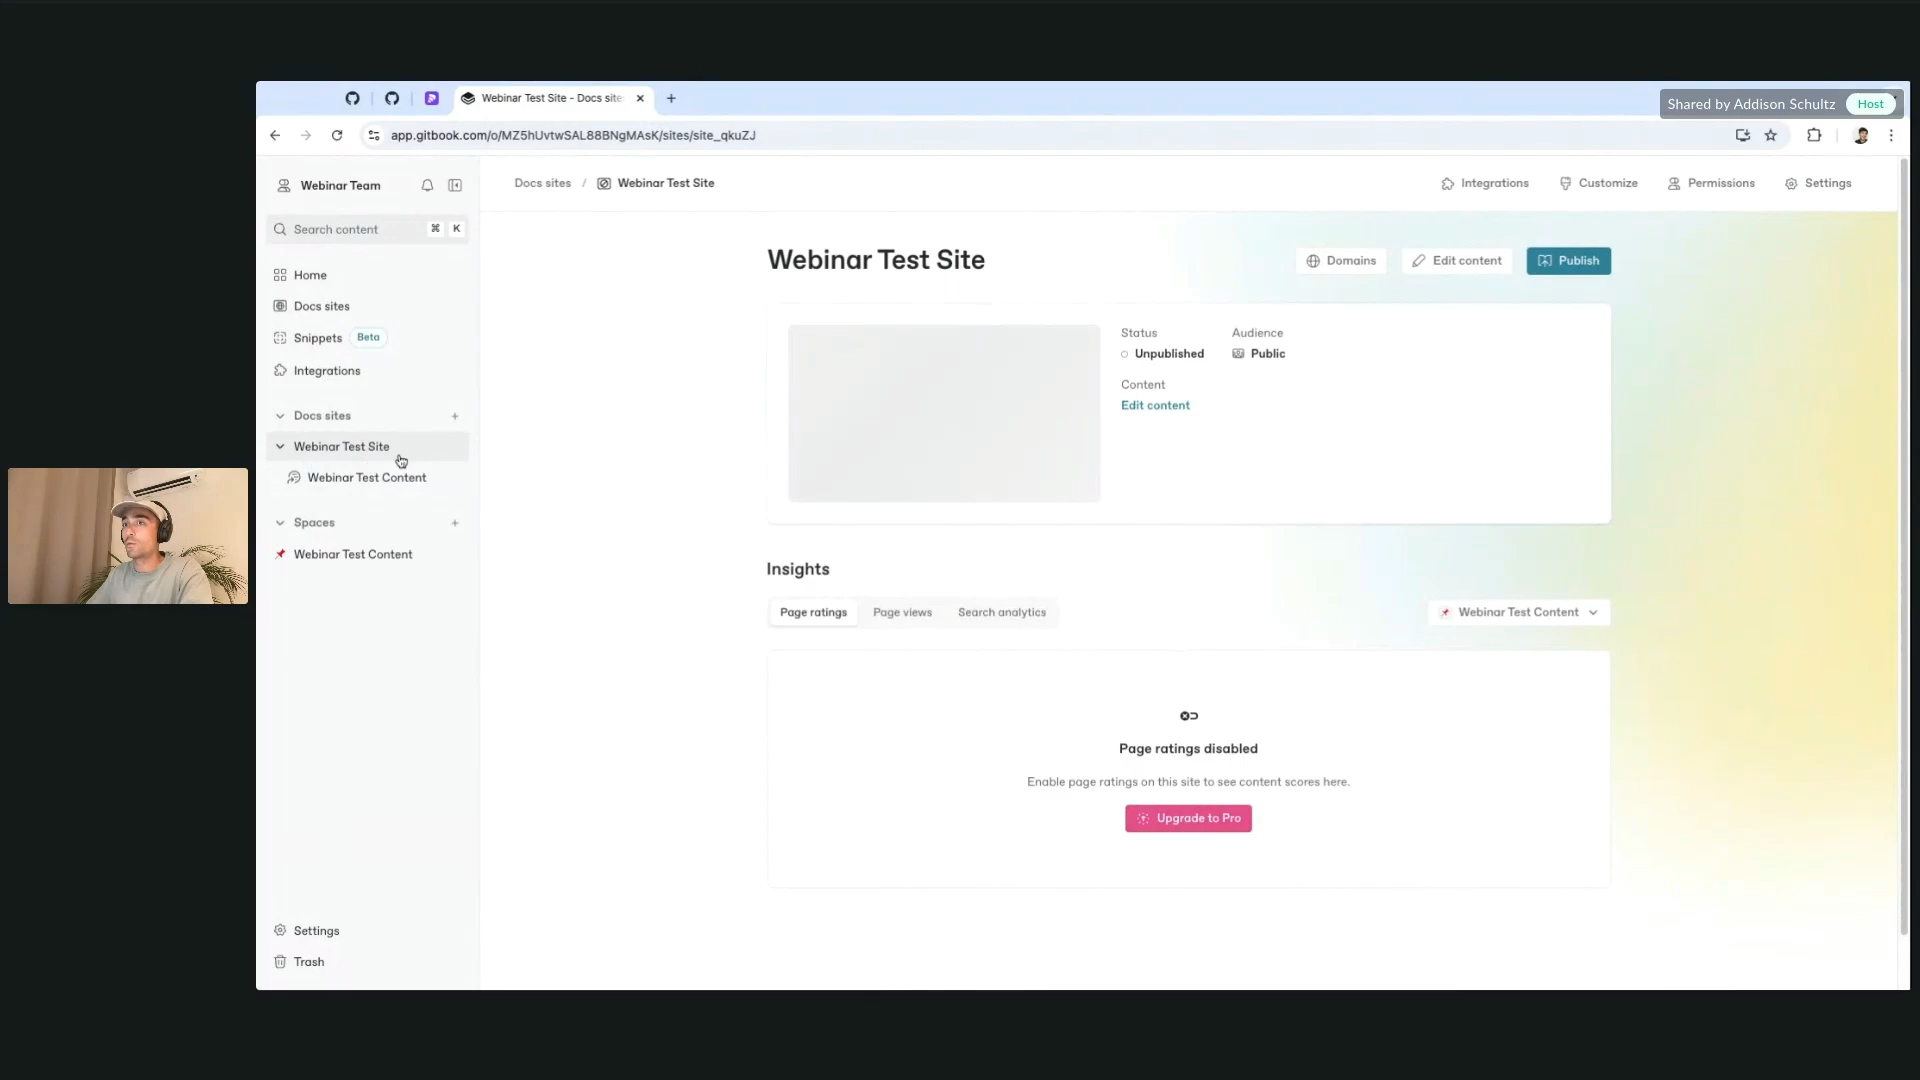 Webinar Test Site - Docs site
Shared by Addison Schultz Host
app.gitbook.com/o/MZ5hUvtwSAL88BNgMAsK/sites/site_qkuZJ
Webinar Team
Docs sites / Webinar Test Site
Integrations
Customize
Permissions
Settings
Search content ⌘ K
Home
Docs sites
Snippets Beta
Integrations
Docs sites
Webinar Test Site
Webinar Test Content
Spaces
Webinar Test Content
Settings
Trash
Webinar Test Site
Domains
Edit content
Publish
Status
Unpublished
Audience
Public
Content
Edit content
Insights
Page ratings
Page views
Search analytics
Webinar Test Content
Page ratings disabled
Enable page ratings on this site to see content scores here.
Upgrade to Pro